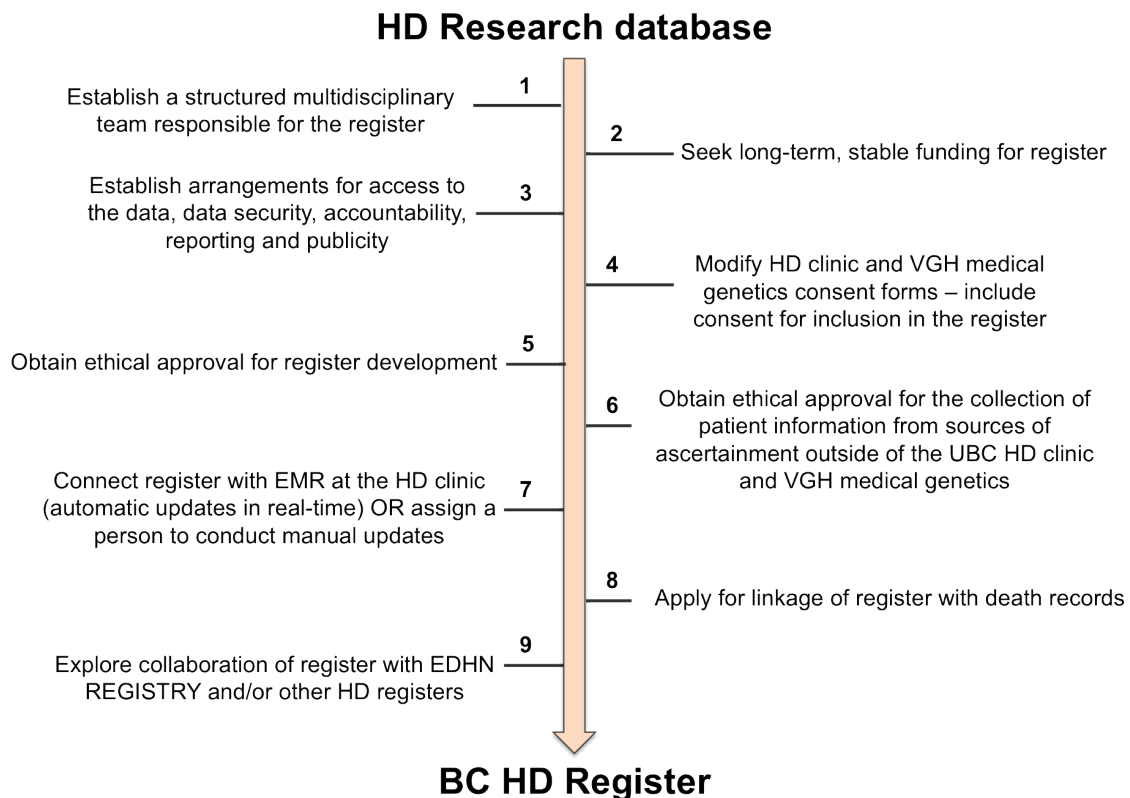 HD Research database
1
Establish a structured multidisciplinary
team responsible for the register
2
Seek long-term, stable funding for register
3
Establish arrangements for access to
the data, data security, accountability,
reporting and publicity
4
Modify HD clinic and VGH medical
genetics consent forms – include
consent for inclusion in the register
5
Obtain ethical approval for register development
6
Obtain ethical approval for the collection of
patient information from sources of
ascertainment outside of the UBC HD clinic
and VGH medical genetics
7
Connect register with EMR at the HD clinic
(automatic updates in real-time) OR assign a
person to conduct manual updates
8
Apply for linkage of register with death records
9
Explore collaboration of register with EDHN
REGISTRY and/or other HD registers
BC HD Register